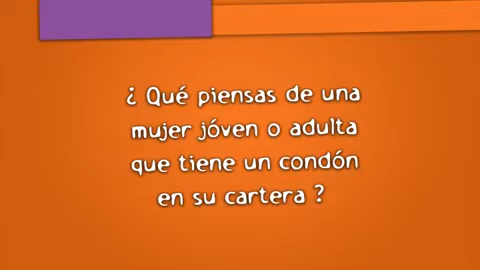 ¿ Qué piensas de una
mujer jóven o adulta
que tiene un condón
en su cartera ?